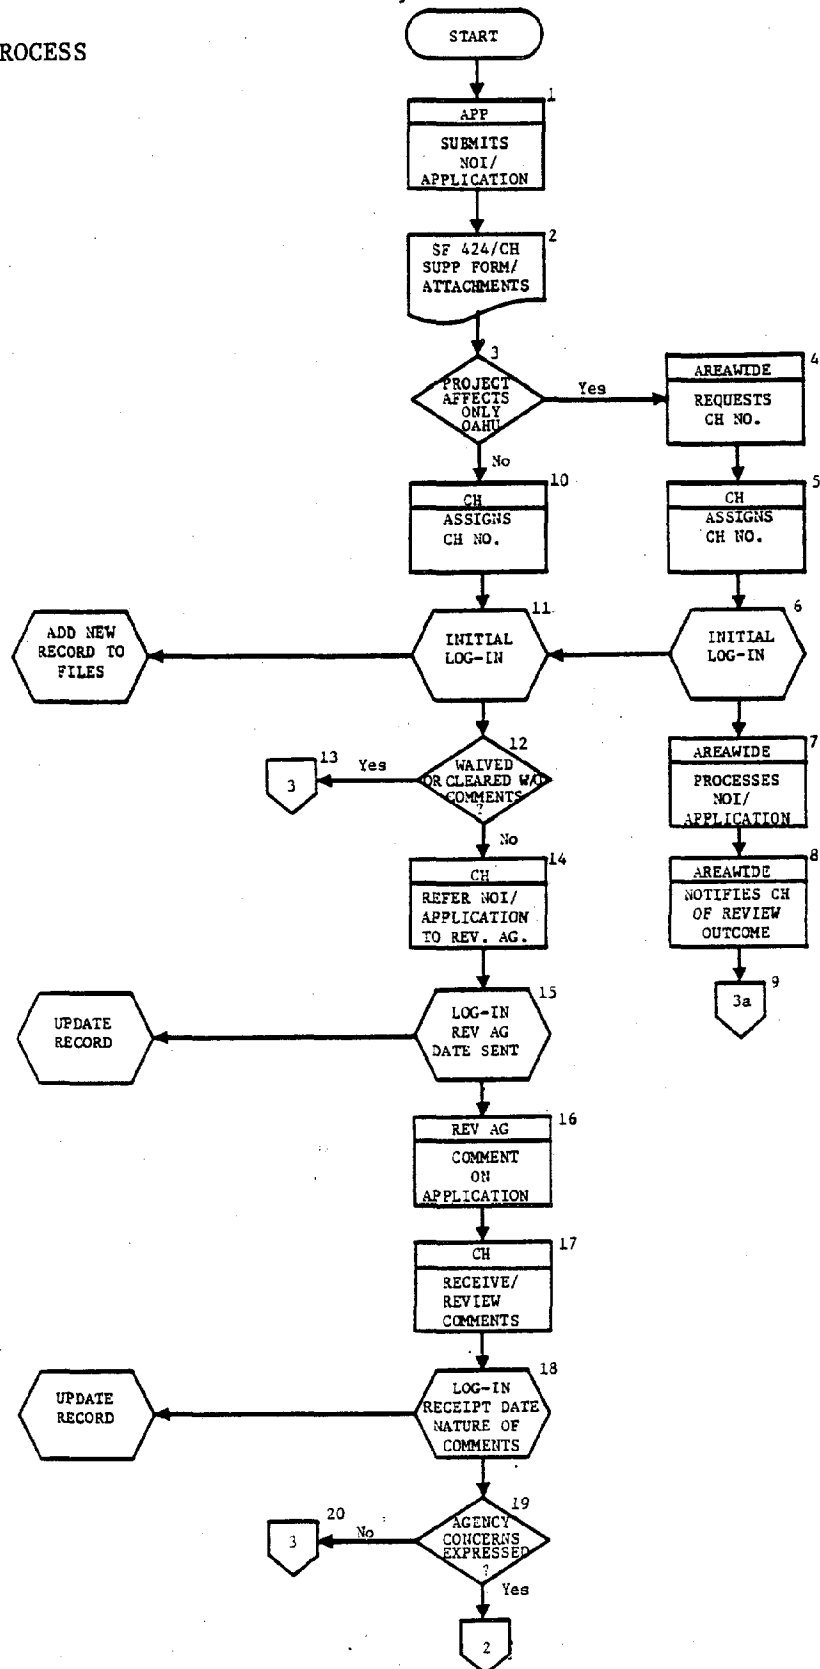 ROCESS
START
1
APP
SUBMITS
NOI/
APPLICATION
2
SF 424/CH
SUPP FORM/
ATTACHMENTS
3
PROJECT
AFFECTS
ONLY
OAHU
Yes
No
4
AREAWIDE
REQUESTS
CH NO.
10
CH
ASSIGNS
CH NO.
5
CH
ASSIGNS
CH NO.
ADD NEW
RECORD TO
FILES
11
INITIAL
LOG-IN
6
INITIAL
LOG-IN
13
3
Yes
12
WAIVED
OR CLEARED W/O
COMMENTS
?
No
7
AREAWIDE
PROCESSES
NOI/
APPLICATION
14
CH
REFER NOI/
APPLICATION
TO REV. AG.
8
AREAWIDE
NOTIFIES CH
OF REVIEW
OUTCOME
9
3a
UPDATE
RECORD
15
LOG-IN
REV AG
DATE SENT
16
REV AG
COMMENT
ON
APPLICATION
17
CH
RECEIVE/
REVIEW
COMMENTS
UPDATE
RECORD
18
LOG-IN
RECEIPT DATE
NATURE OF
COMMENTS
20
3
No
19
AGENCY
CONCERNS
EXPRESSED
?
Yes
2